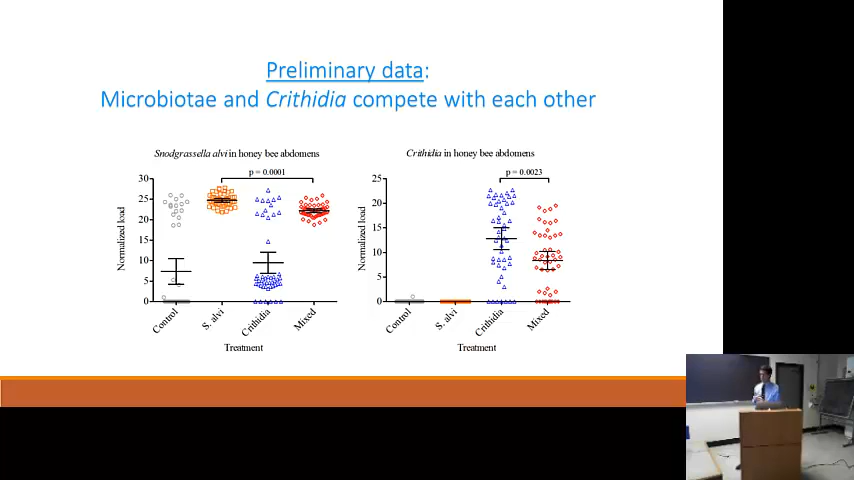 Preliminary data:
Microbiotae and Crithidia compete with each other
Snodgrassella alvi in honey bee abdomens
p = 0.0001
30
25
20
15
10
5
0
Normalized load
Control
S. alvi
Crithidia
Mixed
Treatment
Crithidia in honey bee abdomens
p = 0.0023
25
20
15
10
5
0
Normalized load
Control
S. alvi
Crithidia
Mixed
Treatment